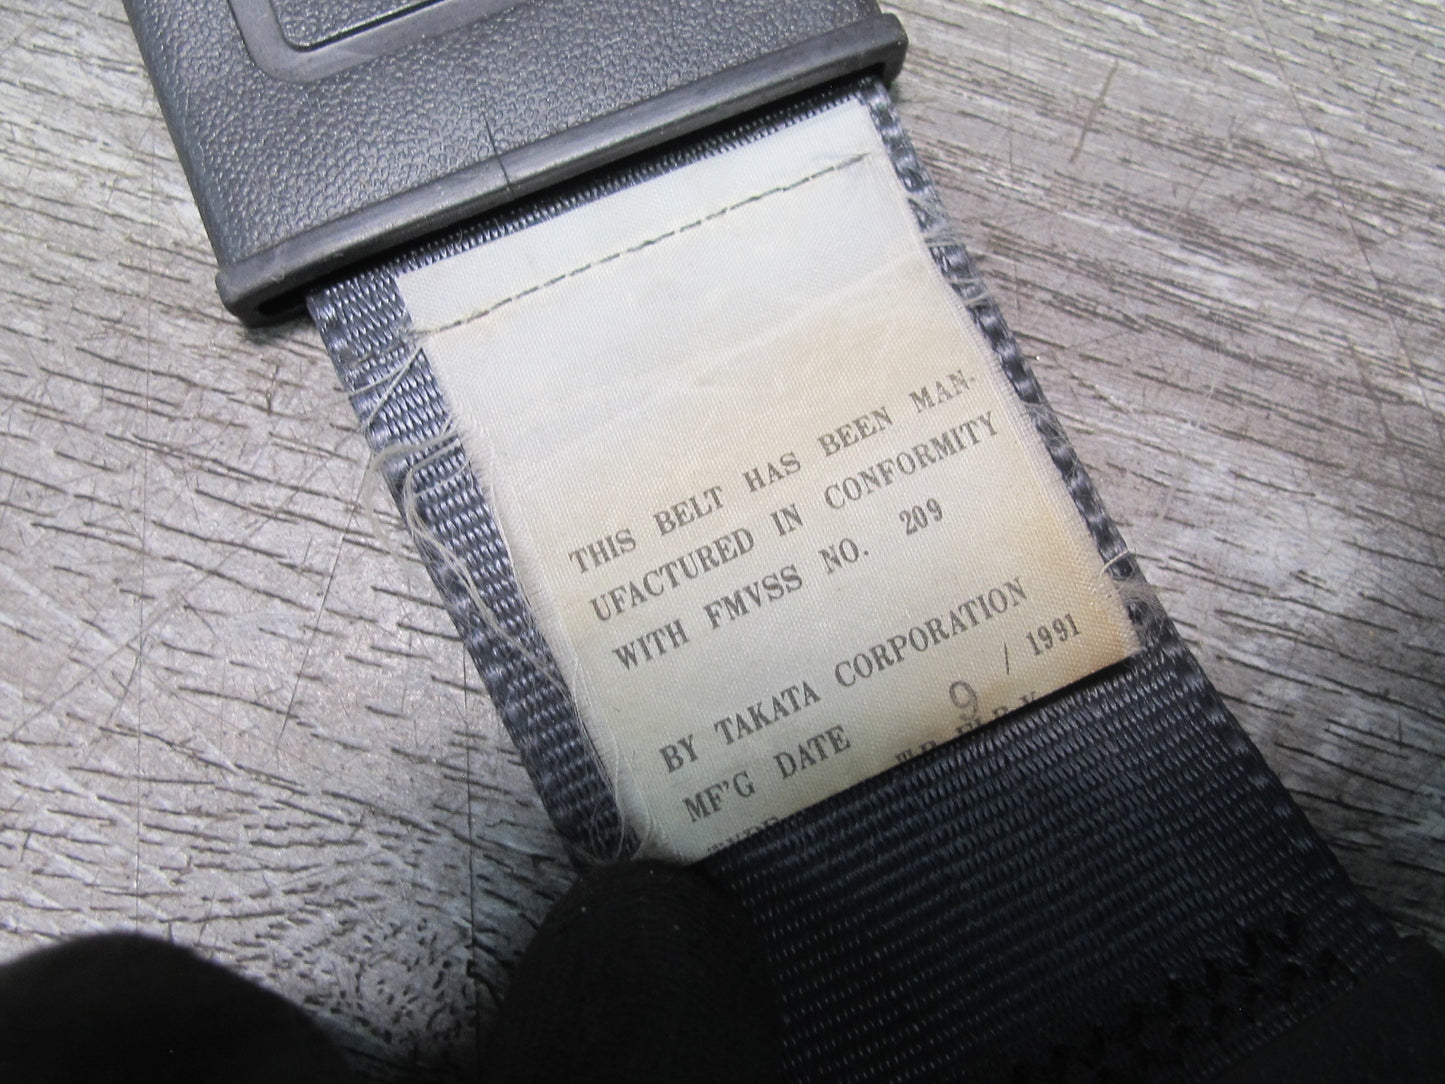 THIS BELT HAS BEEN MAN-
UFACTURED IN CONFORMITY
WITH FMVSS NO. 209
BY TAKATA CORPORATION
MF'G DATE 9 / 1991